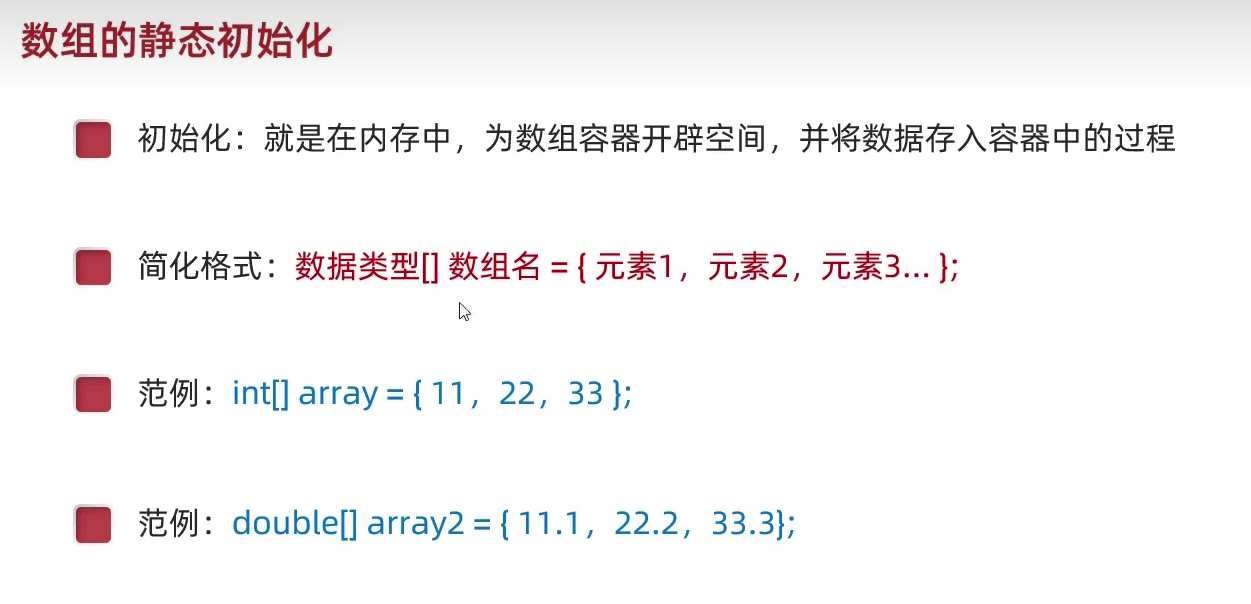 数组的静态初始化
初始化：就是在内存中，为数组容器开辟空间，并将数据存入容器中的过程
简化格式：数据类型[] 数组名 = { 元素1，元素2，元素3... };
范例：int[] array = { 11，22，33 };
范例：double[] array2 = { 11.1，22.2，33.3};